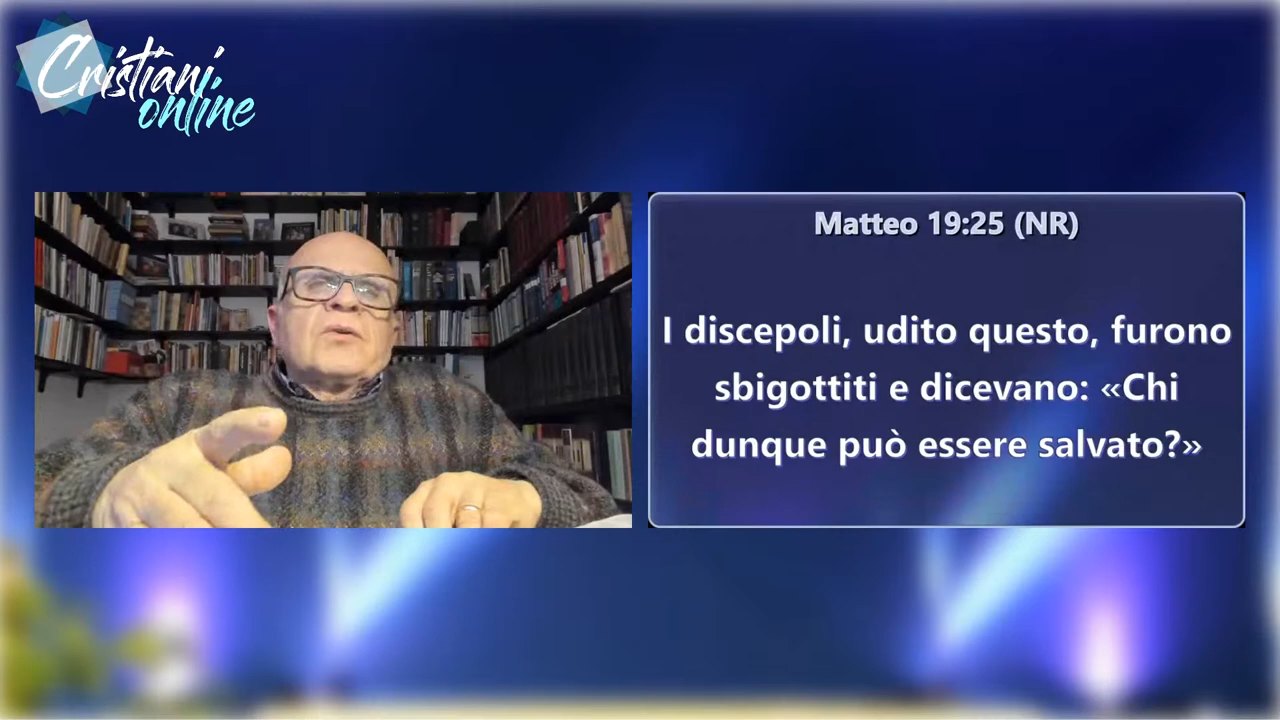 Cristiani
online
Matteo 19:25 (NR)
I discepoli, udito questo, furono
sbigottiti e dicevano: «Chi
dunque può essere salvato?»